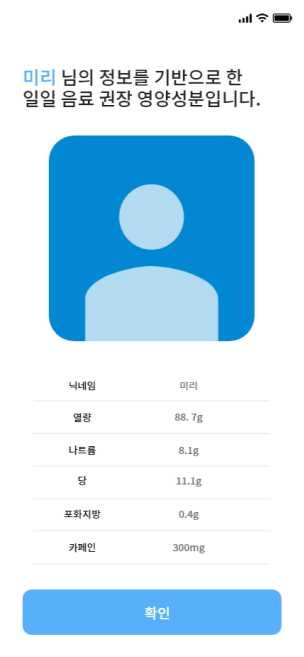 미리 님의 정보를 기반으로 한
일일 음료 권장 영양성분입니다.
닉네임 미리
열량 88.7g
나트륨 8.1g
당 11.1g
포화지방 0.4g
카페인 300mg
확인